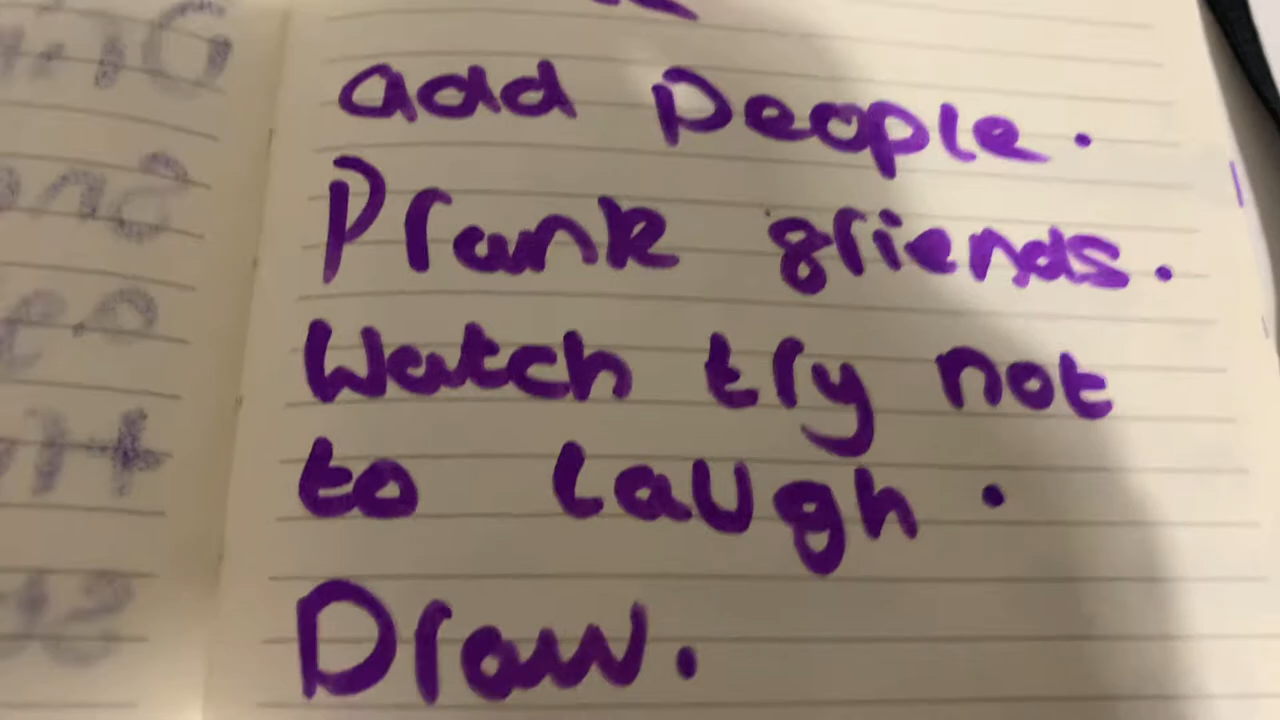 add People.
Prank friends.
Watch try not
to laugh.
Draw.